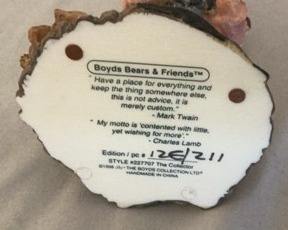 Boyds Bears & Friends™
" Have a place for everything and
keep the thing somewhere else,
this is not advice, it is
merely custom."
- Mark Twain
" My motto is 'contented with little,
yet wishing for more'.
- Charles Lamb
Edition / pc = 12E/211
STYLE #227707 The Collector
©1998 THE BOYDS COLLECTION LTD®
HANDMADE IN CHINA